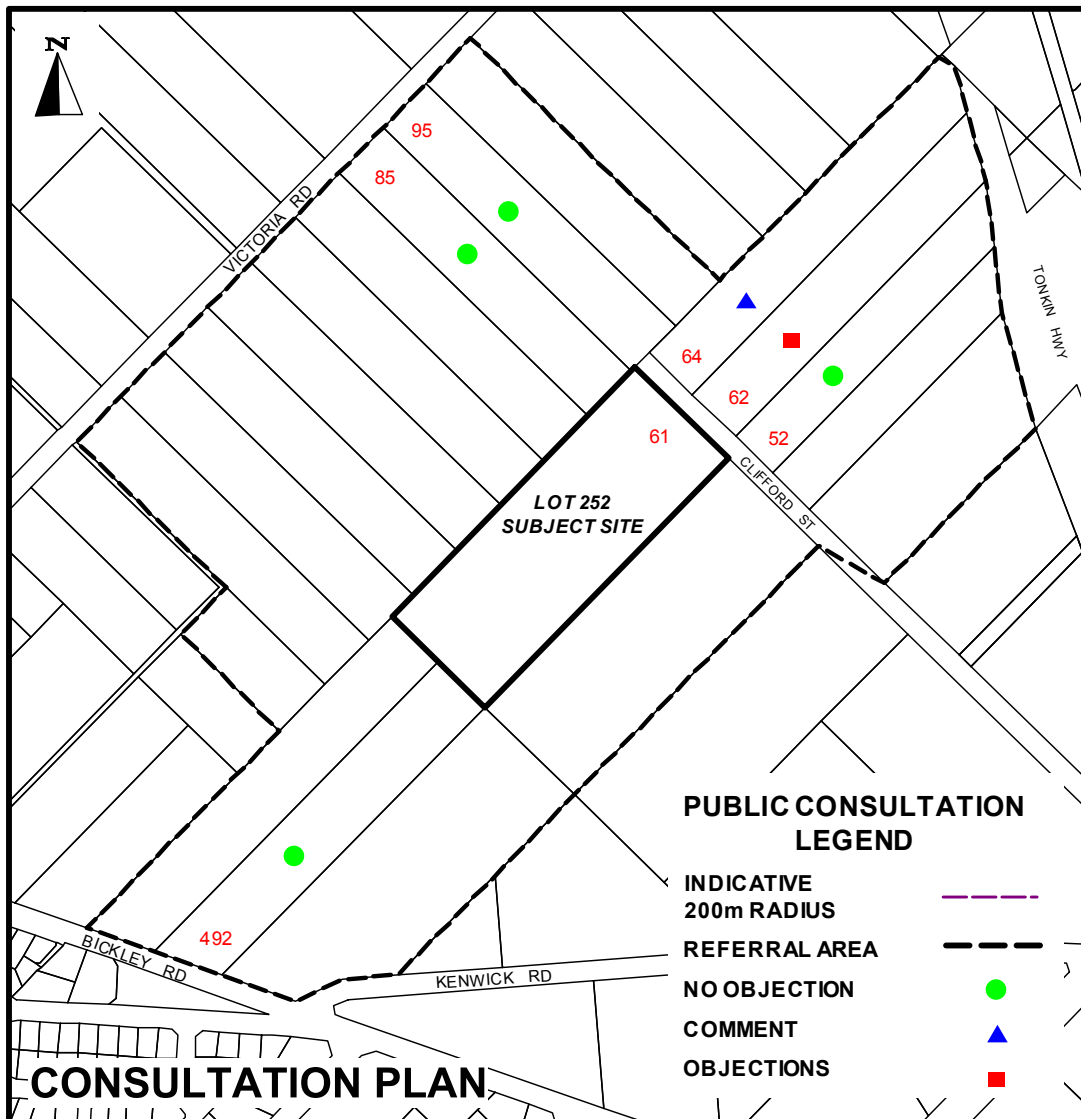 N
95
85
VICTORIA RD
TONKIN HWY
64
62
61
52
CLIFFORD ST
LOT 252
SUBJECT SITE
492
BICKLEY RD
KENWICK RD
PUBLIC CONSULTATION
LEGEND
INDICATIVE
200m RADIUS
REFERRAL AREA
NO OBJECTION
COMMENT
OBJECTIONS
CONSULTATION PLAN